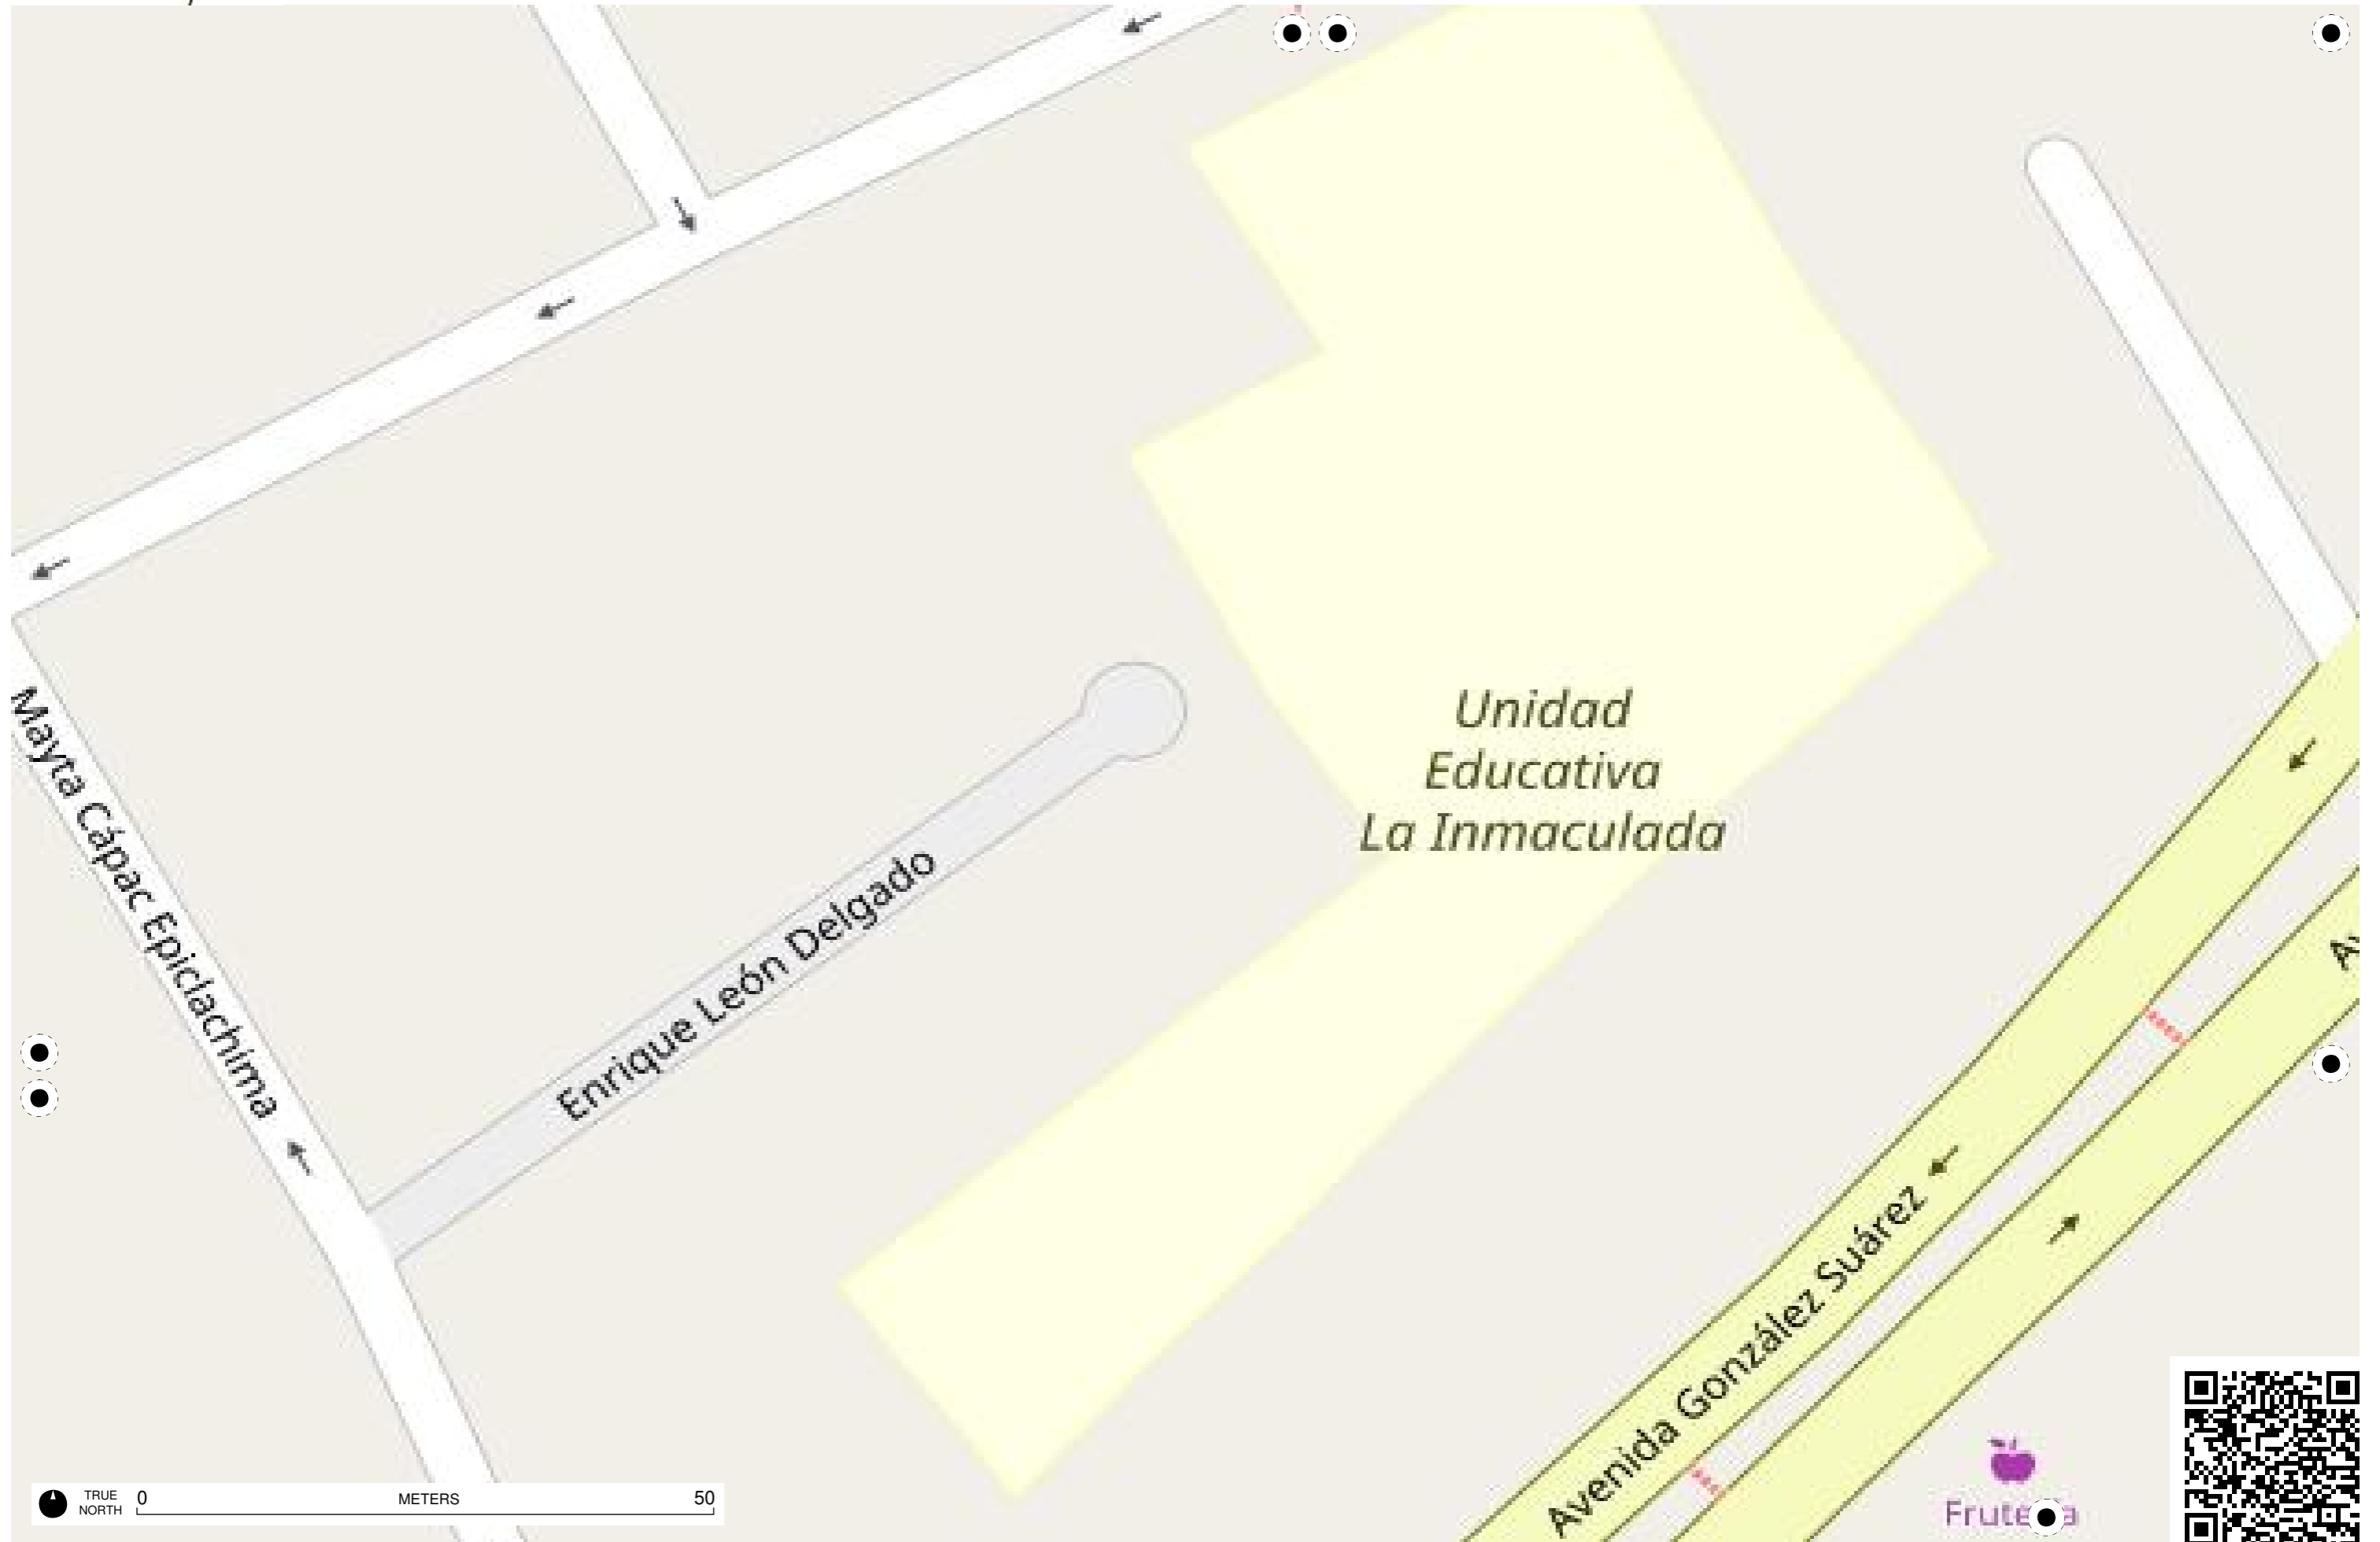 Unidad
Educativa
La Inmaculada
Mayta Cápac Epiclachima
Enrique León Delgado
Avenida González Suárez
TRUE
NORTH
0 METERS 50